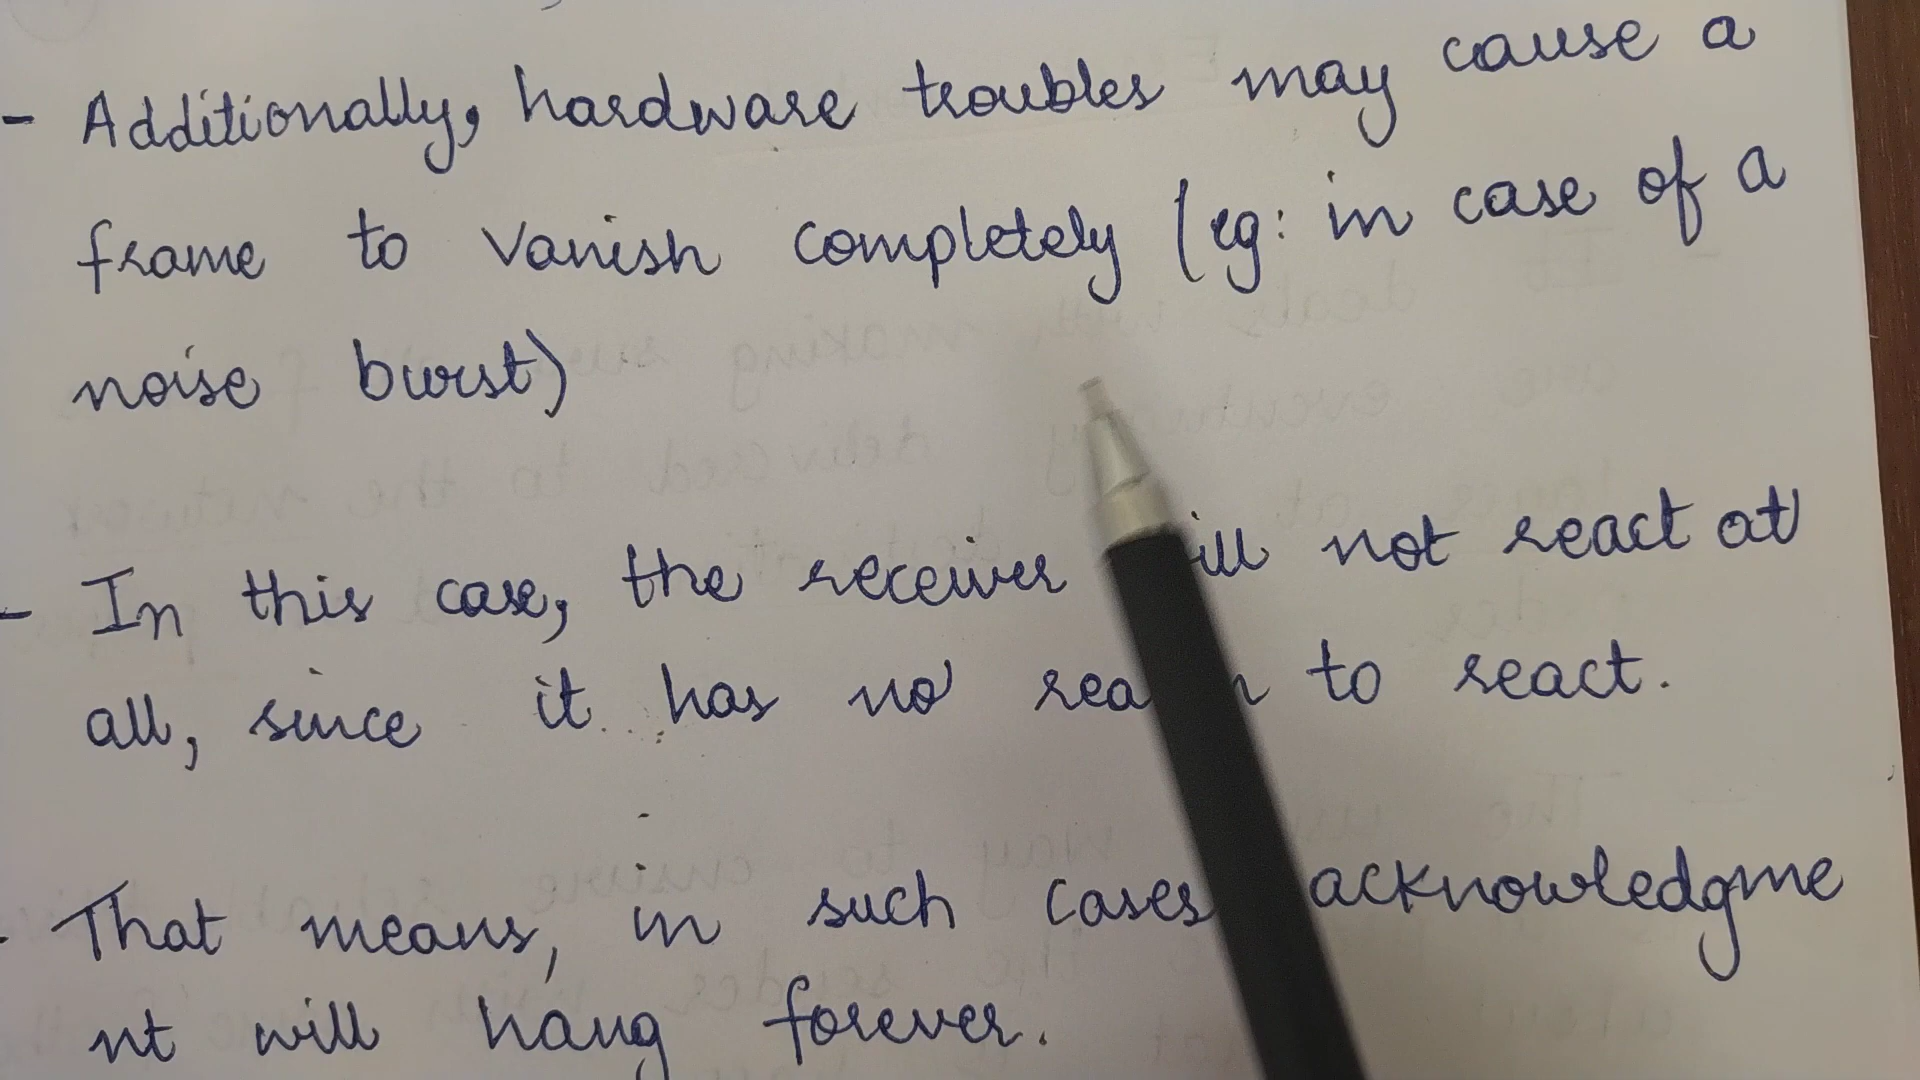 - Additionally, hardware troubles may cause a
frame to vanish completely (eg: in case of a
noise burst)
- In this case, the receiver will not react at
all, since it has no reason to react.
- That means, in such cases acknowledgme
nt will hang forever.